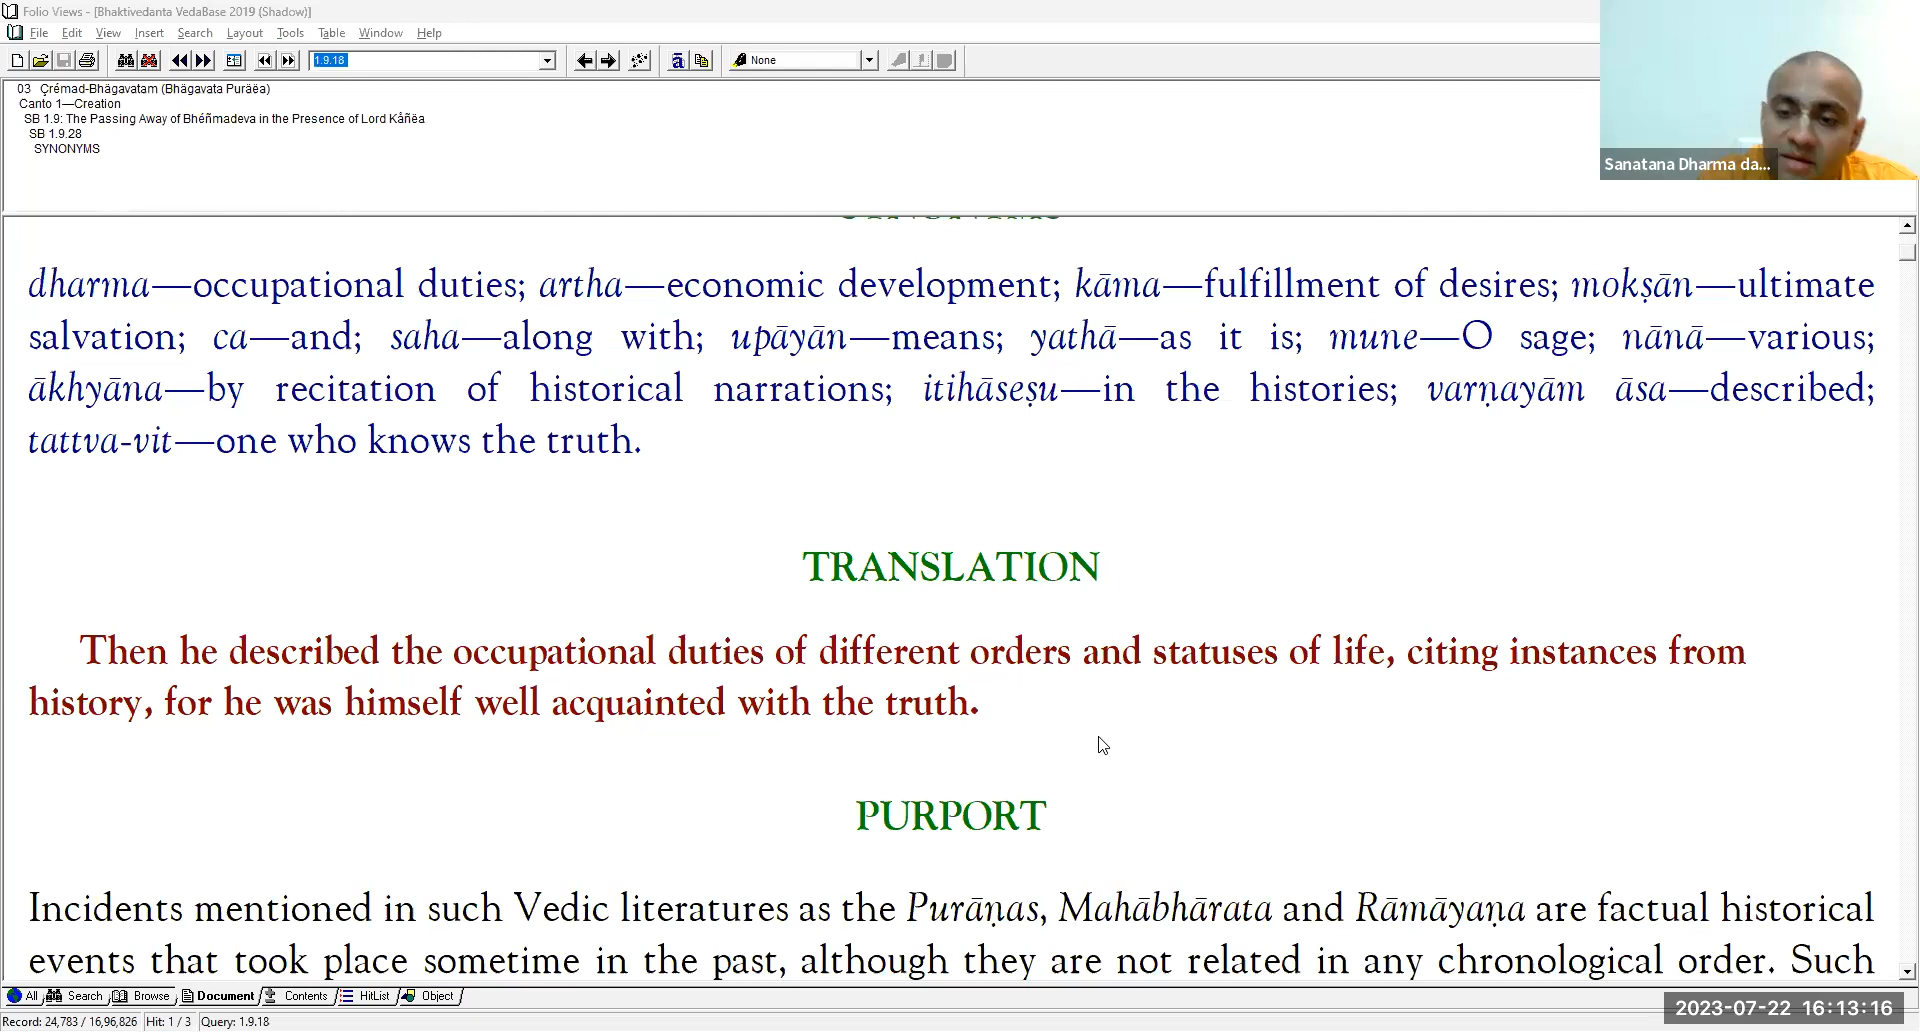 Folio Views - [Bhaktivedanta VedaBase 2019 (Shadow)]
File Edit View Insert Search Layout Tools Table Window Help
1.9.18 None
03 Çrémad-Bhägavatam (Bhägavata Puräëa)
Canto 1—Creation
SB 1.9: The Passing Away of Bhéñmadeva in the Presence of Lord Kåñëa
SB 1.9.28
SYNONYMS
Sanatana Dharma da...
dharma—occupational duties; artha—economic development; kāma—fulfillment of desires; mokṣān—ultimate
salvation; ca—and; saha—along with; upāyān—means; yathā—as it is; mune—O sage; nānā—various;
ākhyāna—by recitation of historical narrations; itihāseṣu—in the histories; varṇayām āsa—described;
tattva-vit—one who knows the truth.
TRANSLATION
Then he described the occupational duties of different orders and statuses of life, citing instances from
history, for he was himself well acquainted with the truth.
PURPORT
Incidents mentioned in such Vedic literatures as the Purāṇas, Mahābhārata and Rāmāyaṇa are factual historical
events that took place sometime in the past, although they are not related in any chronological order. Such
All Search Browse Document Contents HitList Object
2023-07-22 16:13:16
Record: 24,783 / 16,96,826 Hit: 1 / 3 Query: 1.9.18